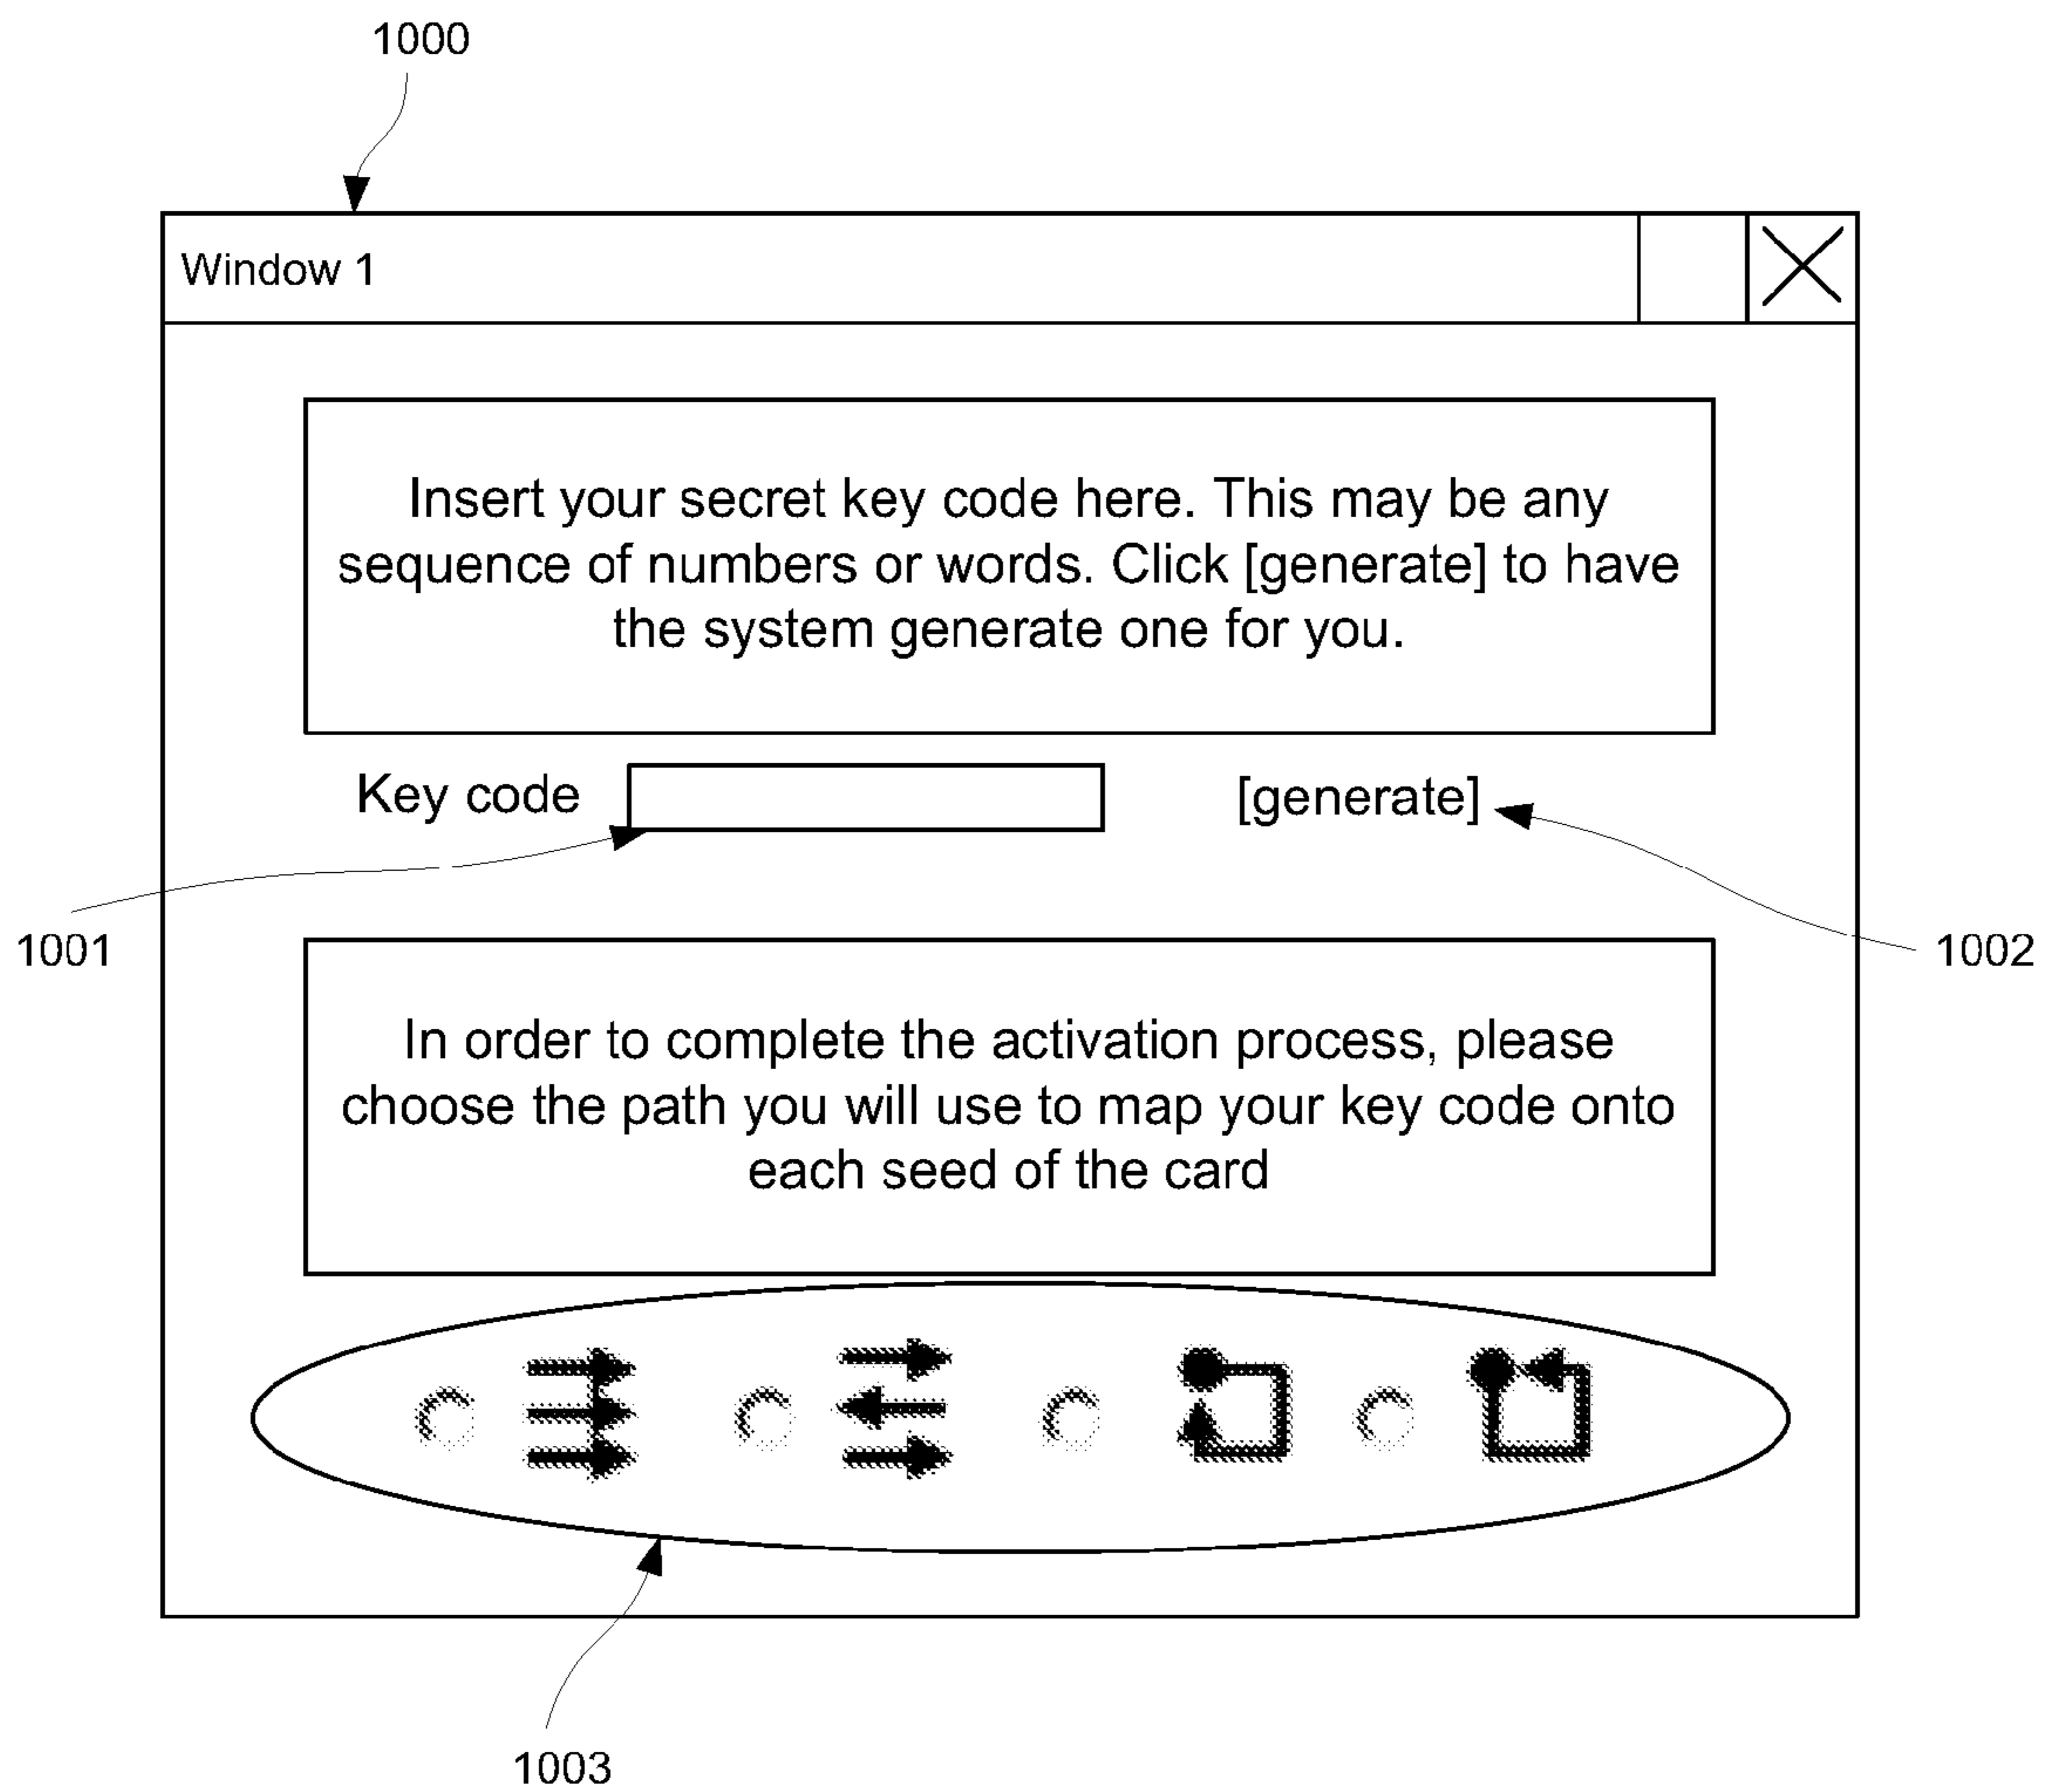 1000
Window 1
Insert your secret key code here. This may be any
sequence of numbers or words. Click [generate] to have
the system generate one for you.
Key code [generate]
1001
1002
In order to complete the activation process, please
choose the path you will use to map your key code onto
each seed of the card
1003